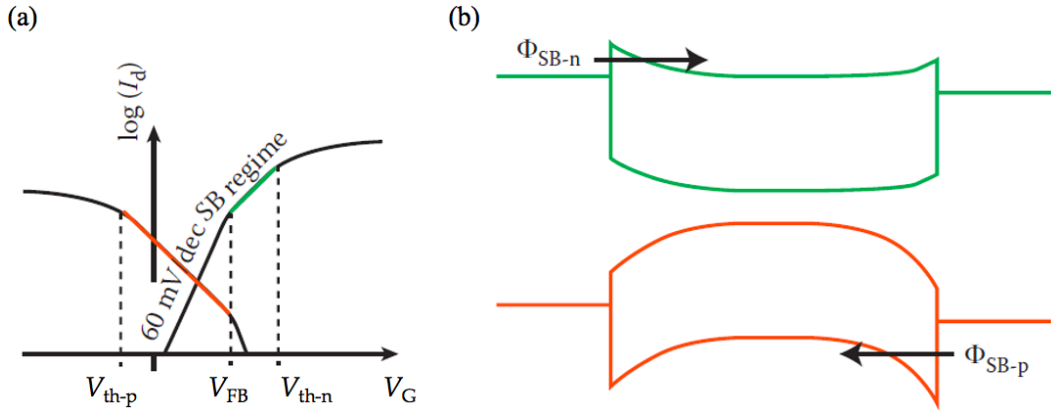 (a)
(b)
log (Id)
60 mV/dec SB regime
Vth-p
VFB
Vth-n
VG
ΦSB-n
ΦSB-p